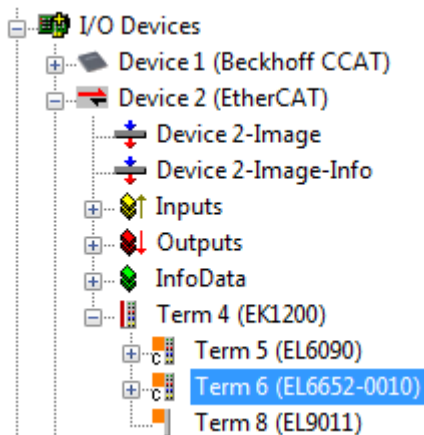 I/O Devices
Device 1 (Beckhoff CCAT)
Device 2 (EtherCAT)
Device 2-Image
Device 2-Image-Info
Inputs
Outputs
InfoData
Term 4 (EK1200)
Term 5 (EL6090)
Term 6 (EL6652-0010)
Term 8 (EL9011)